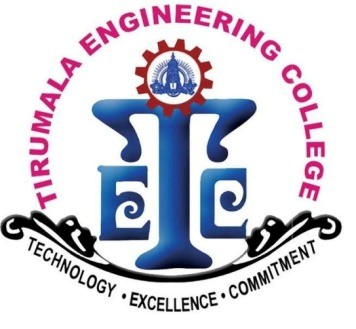 TIRUMALA ENGINEERING COLLEGE
TEC
TECHNOLOGY • EXCELLENCE • COMMITMENT